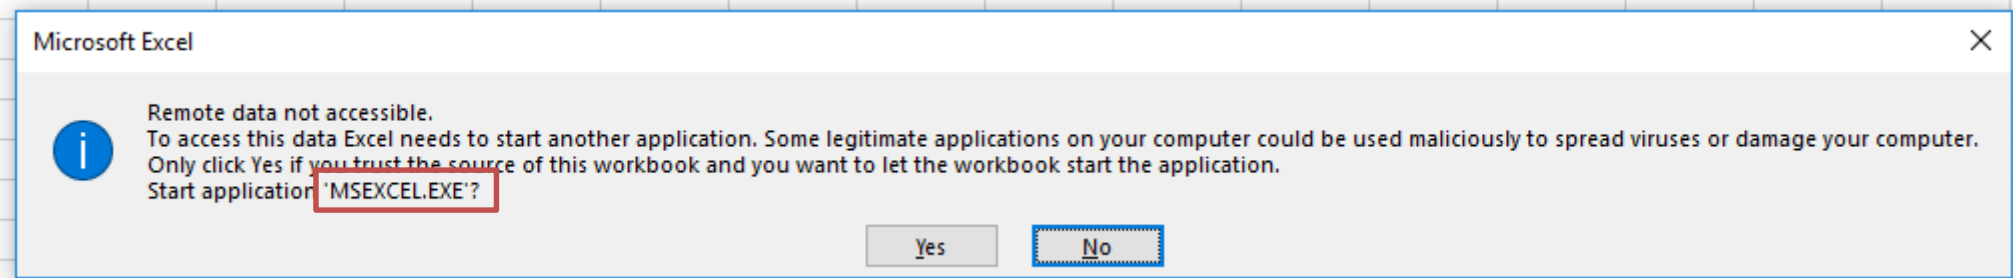 Microsoft Excel
Remote data not accessible.
To access this data Excel needs to start another application. Some legitimate applications on your computer could be used maliciously to spread viruses or damage your computer.
Only click Yes if you trust the source of this workbook and you want to let the workbook start the application.
Start application 'MSEXCEL.EXE'?
Yes No